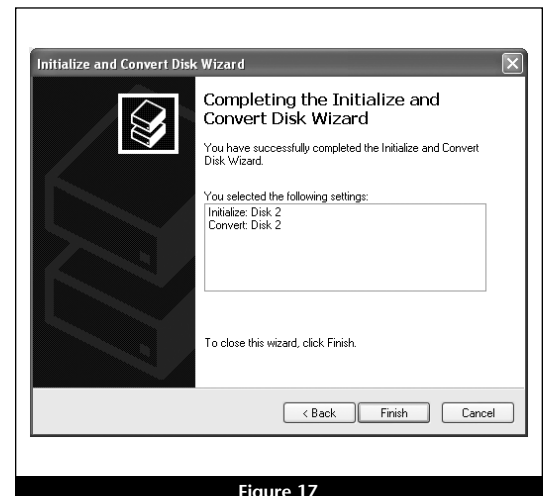 Initialize and Convert Disk Wizard
Completing the Initialize and
Convert Disk Wizard
You have successfully completed the Initialize and Convert
Disk Wizard.
You selected the following settings:
Initialize: Disk 2
Convert: Disk 2
To close this wizard, click Finish.
< Back
Finish
Cancel
Figure 17